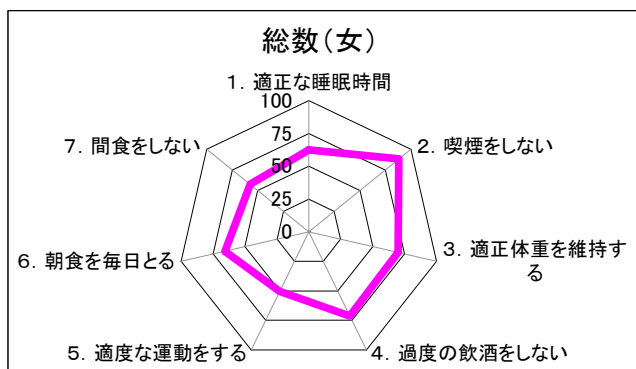 総数(女)
1. 適正な睡眠時間
100
75
50
25
0
2. 喫煙をしない
3. 適正体重を維持す
る
4. 過度の飲酒をしない
5. 適度な運動をする
6. 朝食を毎日とる
7. 間食をしない